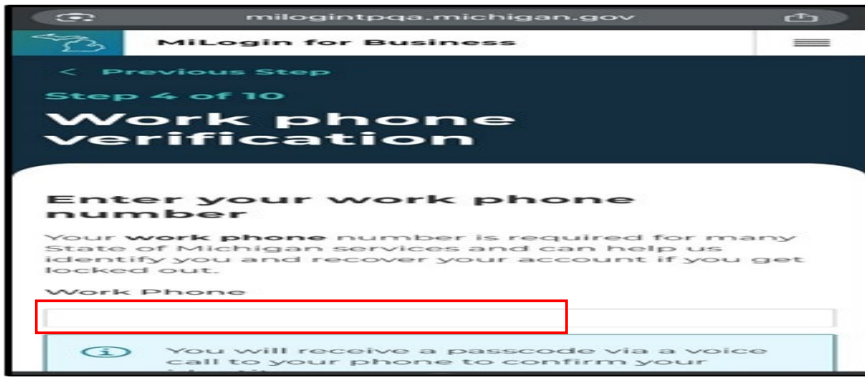 milogintpqa.michigan.gov
MiLogin for Business
< Previous Step
Step 4 of 10
Work phone
verification
Enter your work phone
number
Your work phone number is required for many
State of Michigan services and can help us
identify you and recover your account if you get
locked out.
Work Phone
You will receive a passcode via a voice
call to your phone to confirm your